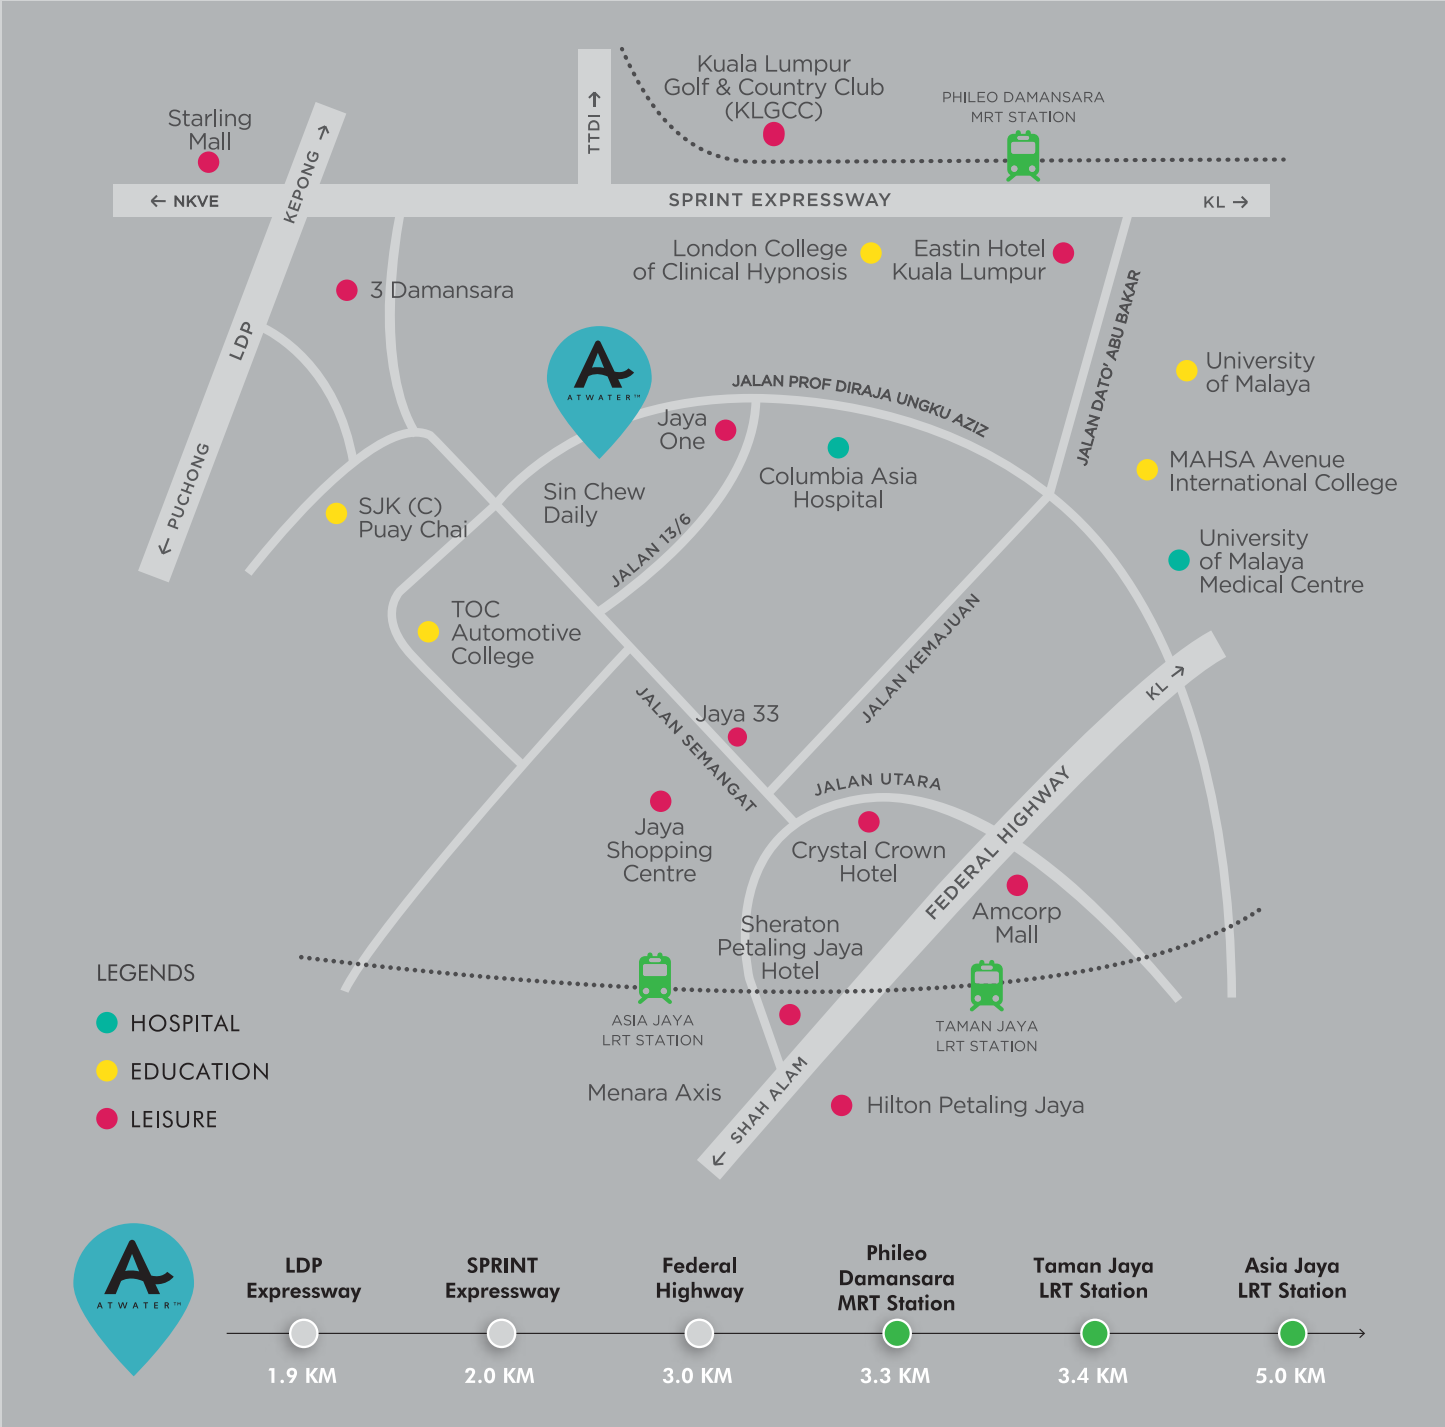 Kuala Lumpur
Golf & Country Club
(KLGCC)
PHILEO DAMANSARA
MRT STATION
Starling
Mall
TTDI →
KEPONG →
← NKVE
SPRINT EXPRESSWAY
KL →
London College
of Clinical Hypnosis
Eastin Hotel
Kuala Lumpur
3 Damansara
LDP
JALAN DATO' ABU BAKAR
A
ATWATER™
JALAN PROF DIRAJA UNGKU AZIZ
University
of Malaya
Jaya
One
← PUCHONG
Columbia Asia
Hospital
MAHSA Avenue
International College
SJK (C)
Puay Chai
Sin Chew
Daily
JALAN 13/6
University
of Malaya
Medical Centre
TOC
Automotive
College
JALAN KEMAJUAN
KL →
JALAN SEMANGAT
Jaya 33
JALAN UTARA
Jaya
Shopping
Centre
Crystal Crown
Hotel
FEDERAL HIGHWAY
Amcorp
Mall
Sheraton
Petaling Jaya
Hotel
LEGENDS
HOSPITAL
EDUCATION
LEISURE
ASIA JAYA
LRT STATION
TAMAN JAYA
LRT STATION
Menara Axis
← SHAH ALAM
Hilton Petaling Jaya
A
ATWATER™
LDP
Expressway
1.9 KM
SPRINT
Expressway
2.0 KM
Federal
Highway
3.0 KM
Phileo
Damansara
MRT Station
3.3 KM
Taman Jaya
LRT Station
3.4 KM
Asia Jaya
LRT Station
5.0 KM